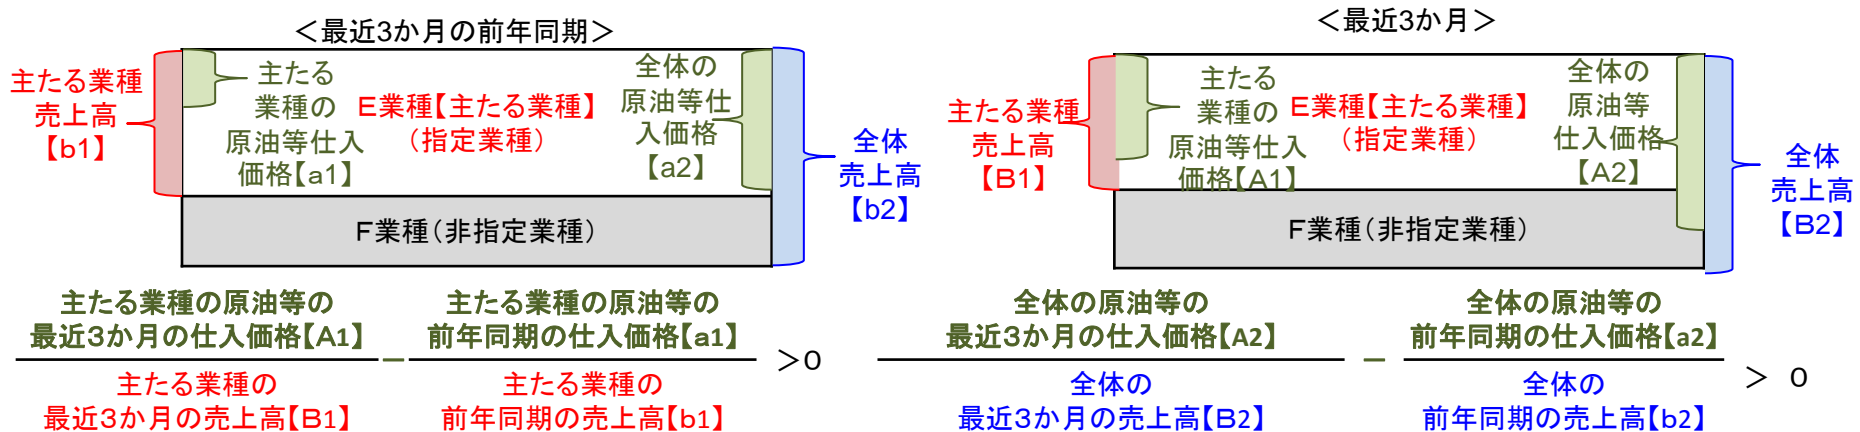 ＜最近3か月の前年同期＞
主たる業種
売上高
【b1】
主たる
業種の
原油等仕入
価格【a1】
E業種【主たる業種】
（指定業種）
全体の
原油等仕
入価格
【a2】
全体
売上高
【b2】
F業種（非指定業種）
＜最近3か月＞
主たる業種
売上高
【B1】
主たる
業種の
原油等仕入
価格【A1】
E業種【主たる業種】
（指定業種）
全体の
原油等
仕入価格
【A2】
全体
売上高
【B2】
F業種（非指定業種）
主たる業種の原油等の
最近3か月の仕入価格【A1】
主たる業種の
最近3か月の売上高【B1】
－
主たる業種の原油等の
前年同期の仕入価格【a1】
主たる業種の
前年同期の売上高【b1】
＞0
全体の原油等の
最近3か月の仕入価格【A2】
全体の
最近3か月の売上高【B2】
－
全体の原油等の
前年同期の仕入価格【a2】
全体の
前年同期の売上高【b2】
＞ 0